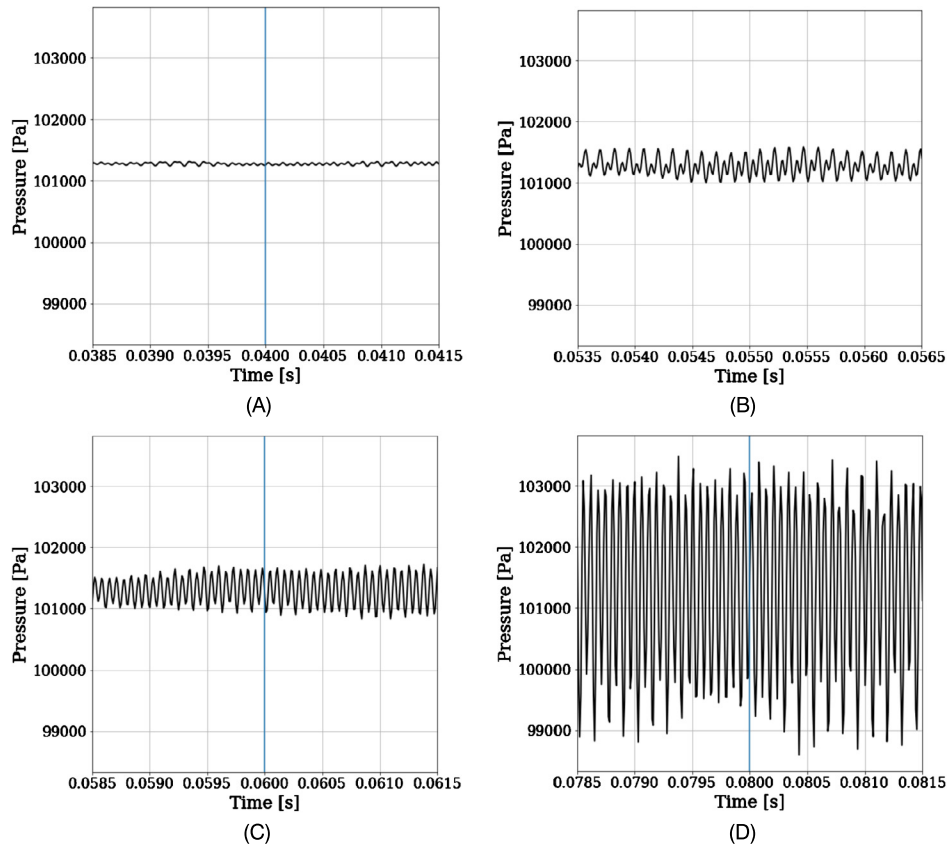 103000
102000
101000
100000
99000
Pressure [Pa]
0.0385 0.0390 0.0395 0.0400 0.0405 0.0410 0.0415
Time [s]
(A)
103000
102000
101000
100000
99000
Pressure [Pa]
0.0535 0.0540 0.0545 0.0550 0.0555 0.0560 0.0565
Time [s]
(B)
103000
102000
101000
100000
99000
Pressure [Pa]
0.0585 0.0590 0.0595 0.0600 0.0605 0.0610 0.0615
Time [s]
(C)
103000
102000
101000
100000
99000
Pressure [Pa]
0.0785 0.0790 0.0795 0.0800 0.0805 0.0810 0.0815
Time [s]
(D)